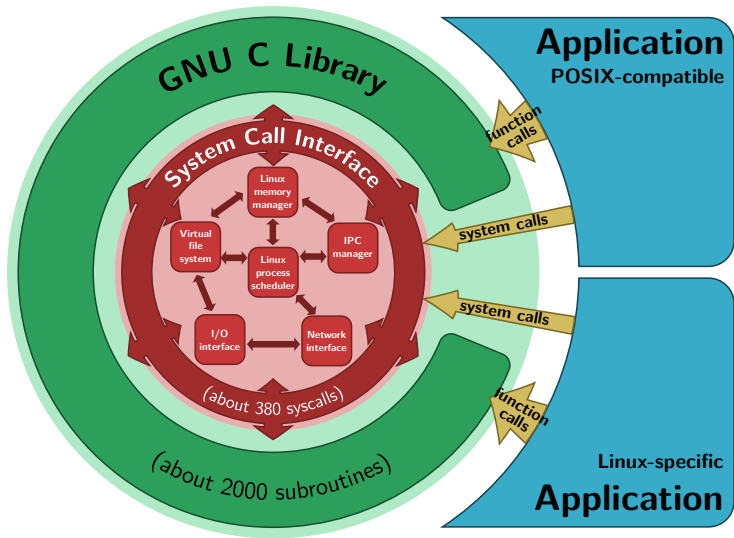 GNU C Library
Application
POSIX-compatible
function
calls
System Call Interface
Linux
memory
manager
system calls
Virtual
file
system
IPC
manager
Linux
process
scheduler
system calls
I/O
interface
Network
interface
(about 380 syscalls)
function
calls
(about 2000 subroutines)
Linux-specific
Application